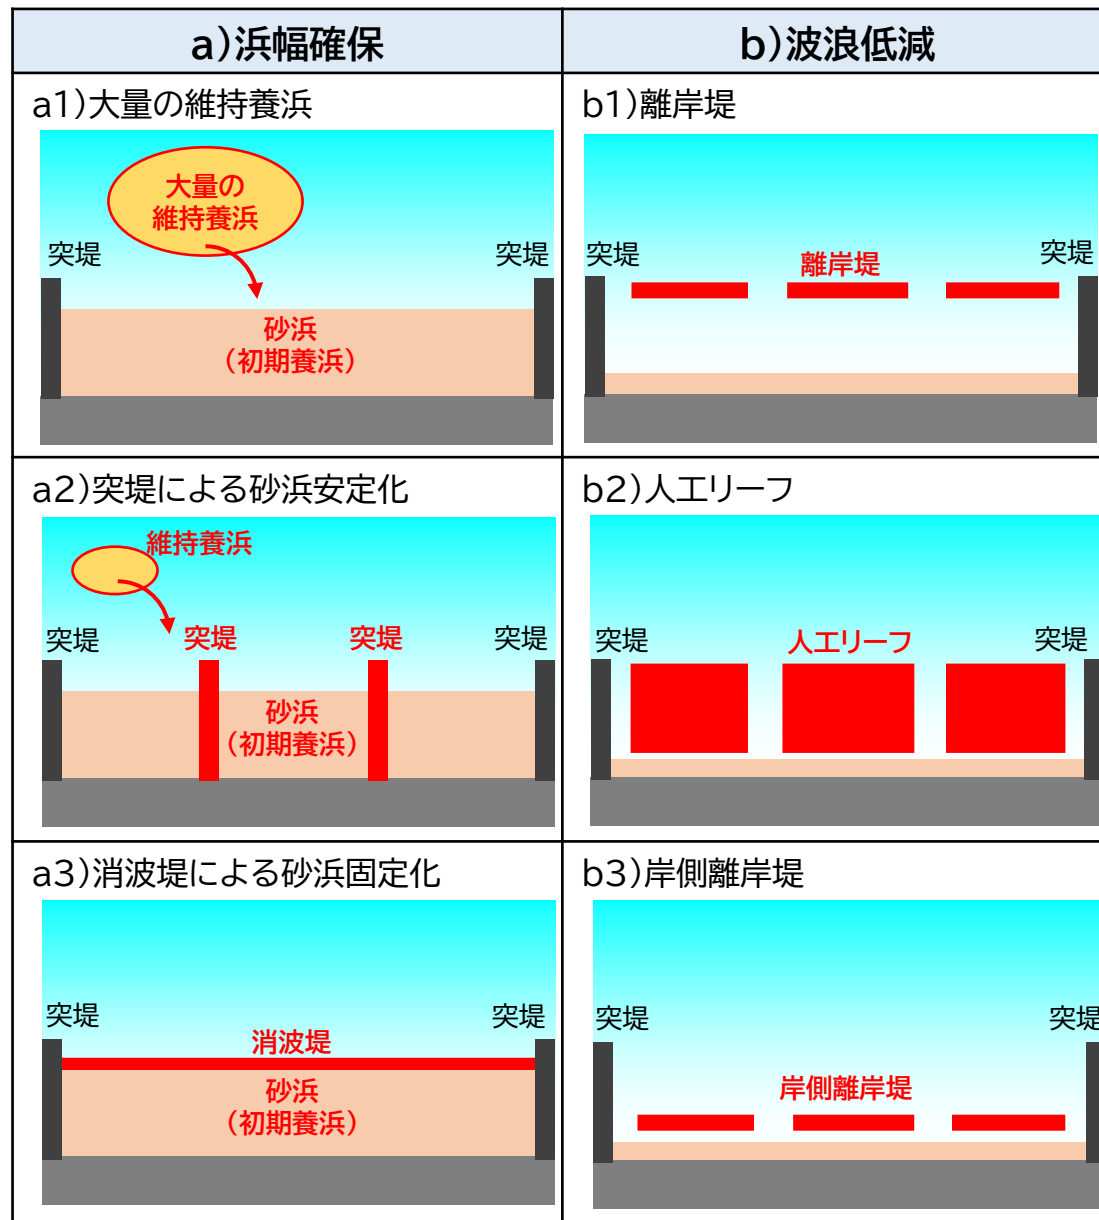 a)浜幅確保
b)波浪低減
a1)大量の維持養浜
大量の
維持養浜
突堤
突堤
砂浜
(初期養浜)
b1)離岸堤
突堤
離岸堤
突堤
a2)突堤による砂浜安定化
維持養浜
突堤
突堤
突堤
突堤
砂浜
(初期養浜)
b2)人工リーフ
突堤
人工リーフ
突堤
a3)消波堤による砂浜固定化
突堤
消波堤
突堤
砂浜
(初期養浜)
b3)岸側離岸堤
突堤
突堤
岸側離岸堤